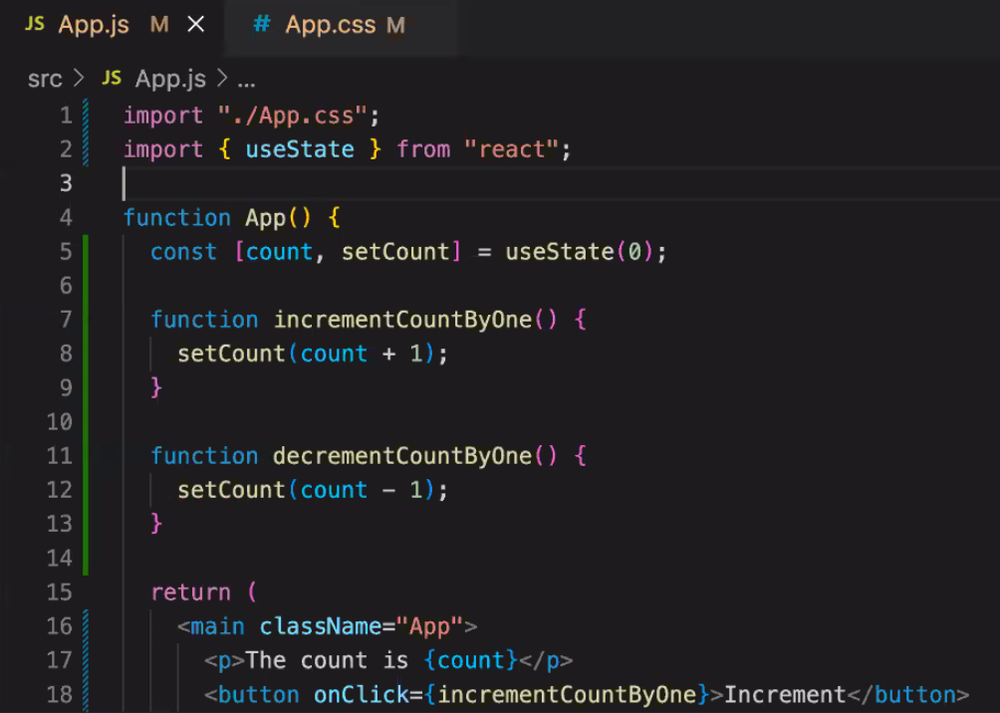 JS App.js M ×
# App.css M
src > JS App.js > ...
1 import "./App.css";
2 import { useState } from "react";
3
4 function App() {
5   const [count, setCount] = useState(0);
6
7   function incrementCountByOne() {
8     setCount(count + 1);
9   }
10
11   function decrementCountByOne() {
12     setCount(count - 1);
13   }
14
15   return (
16     <main className="App">
17       <p>The count is {count}</p>
18       <button onClick={incrementCountByOne}>Increment</button>